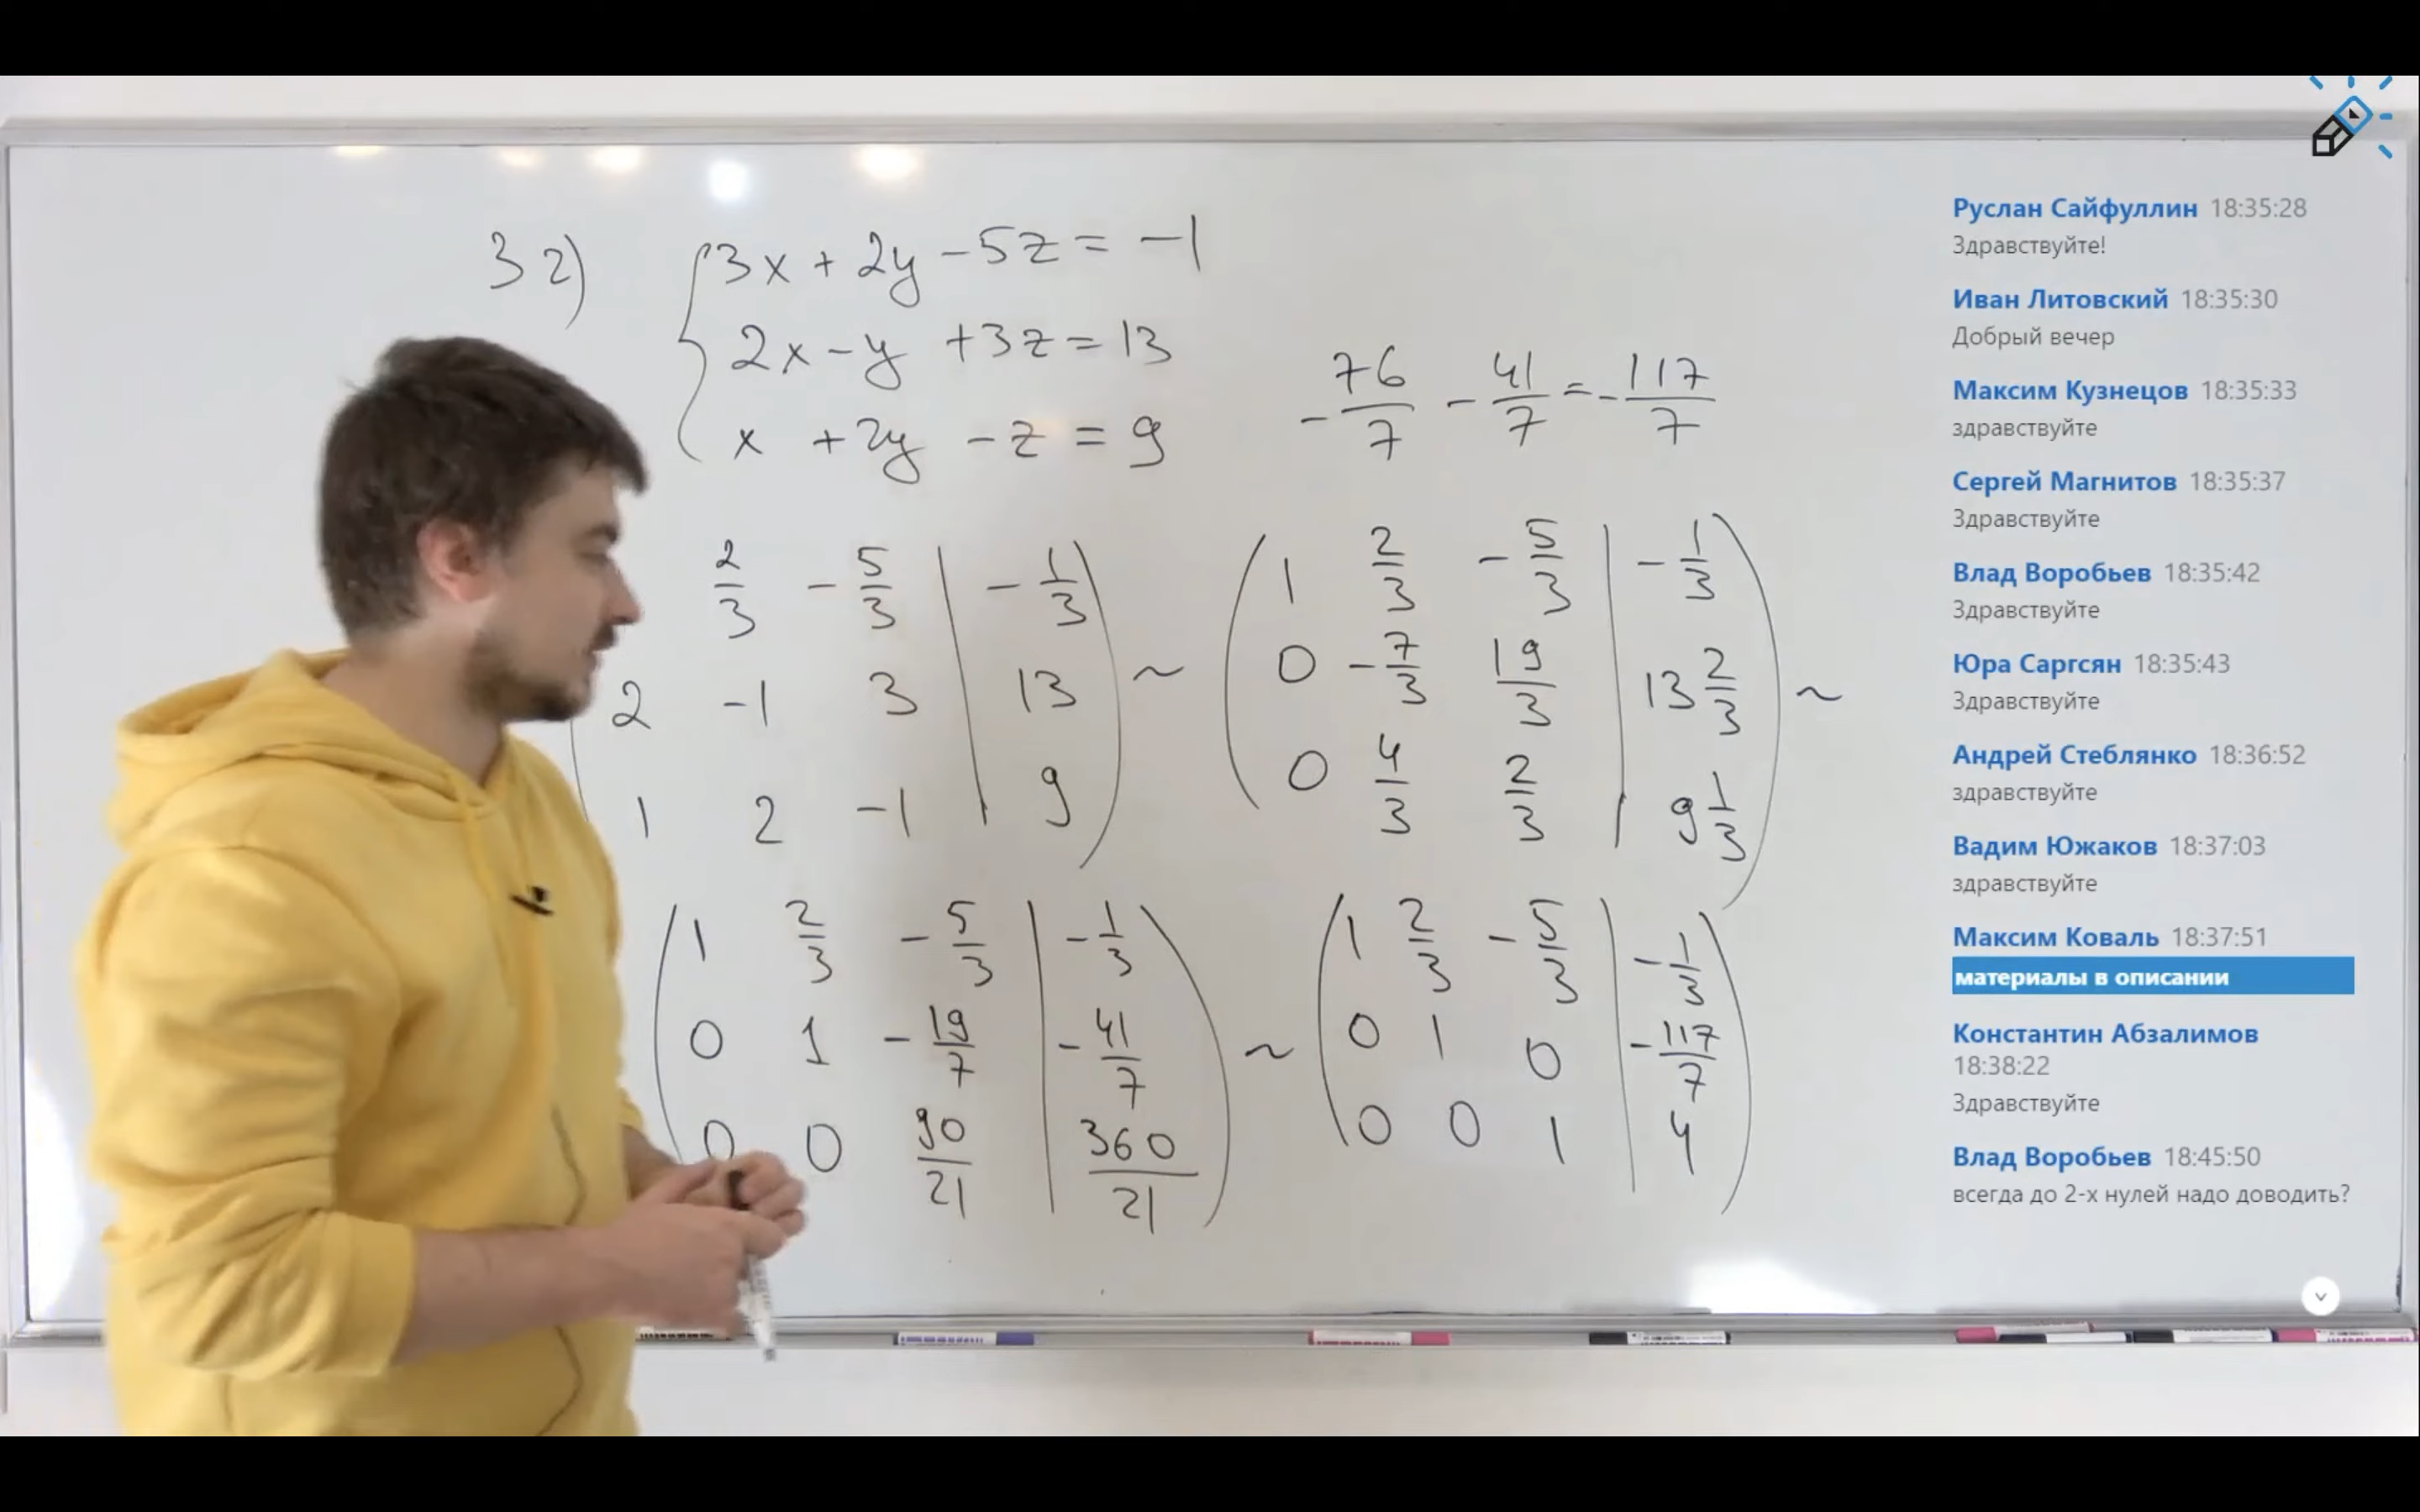 3 г)
3x + 2y - 5z = -1
2x - y + 3z = 13
x + 2y - z = 9
- 76/7 - 41/7 = - 117/7
2/3 - 5/3 | - 1/3
2 -1 3 | 13
1 2 -1 | 9
~
1 2/3 - 5/3 | - 1/3
0 - 7/3 19/3 | 13 2/3
0 4/3 2/3 | 9 1/3
~
1 2/3 - 5/3 | - 1/3
0 1 - 19/7 | - 41/7
0 0 90/21 | 360/21
~
1 2/3 - 5/3 | - 1/3
0 1 0 | - 117/7
0 0 1 | 4
Руслан Сайфуллин 18:35:28
Здравствуйте!
Иван Литовский 18:35:30
Добрый вечер
Максим Кузнецов 18:35:33
здравствуйте
Сергей Магнитов 18:35:37
Здравствуйте
Влад Воробьев 18:35:42
Здравствуйте
Юра Саргсян 18:35:43
Здравствуйте
Андрей Стеблянко 18:36:52
здравствуйте
Вадим Южаков 18:37:03
здравствуйте
Максим Коваль 18:37:51
материалы в описании
Константин Абзалимов
18:38:22
Здравствуйте
Влад Воробьев 18:45:50
всегда до 2-х нулей надо доводить?